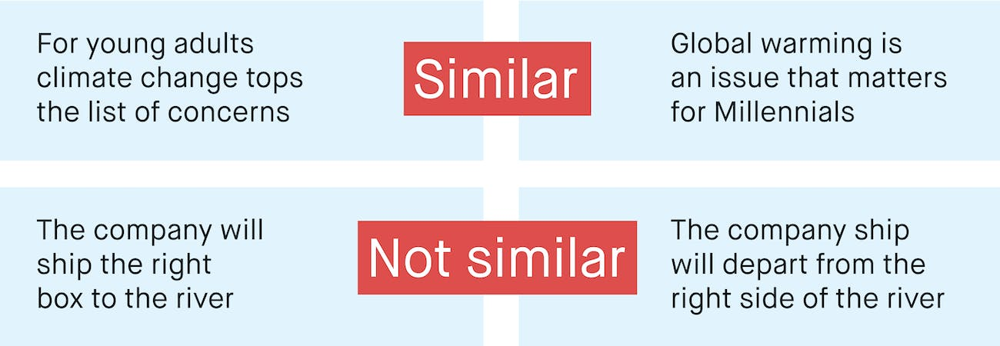 For young adults
climate change tops
the list of concerns
Similar
Global warming is
an issue that matters
for Millennials
The company will
ship the right
box to the river
Not similar
The company ship
will depart from the
right side of the river